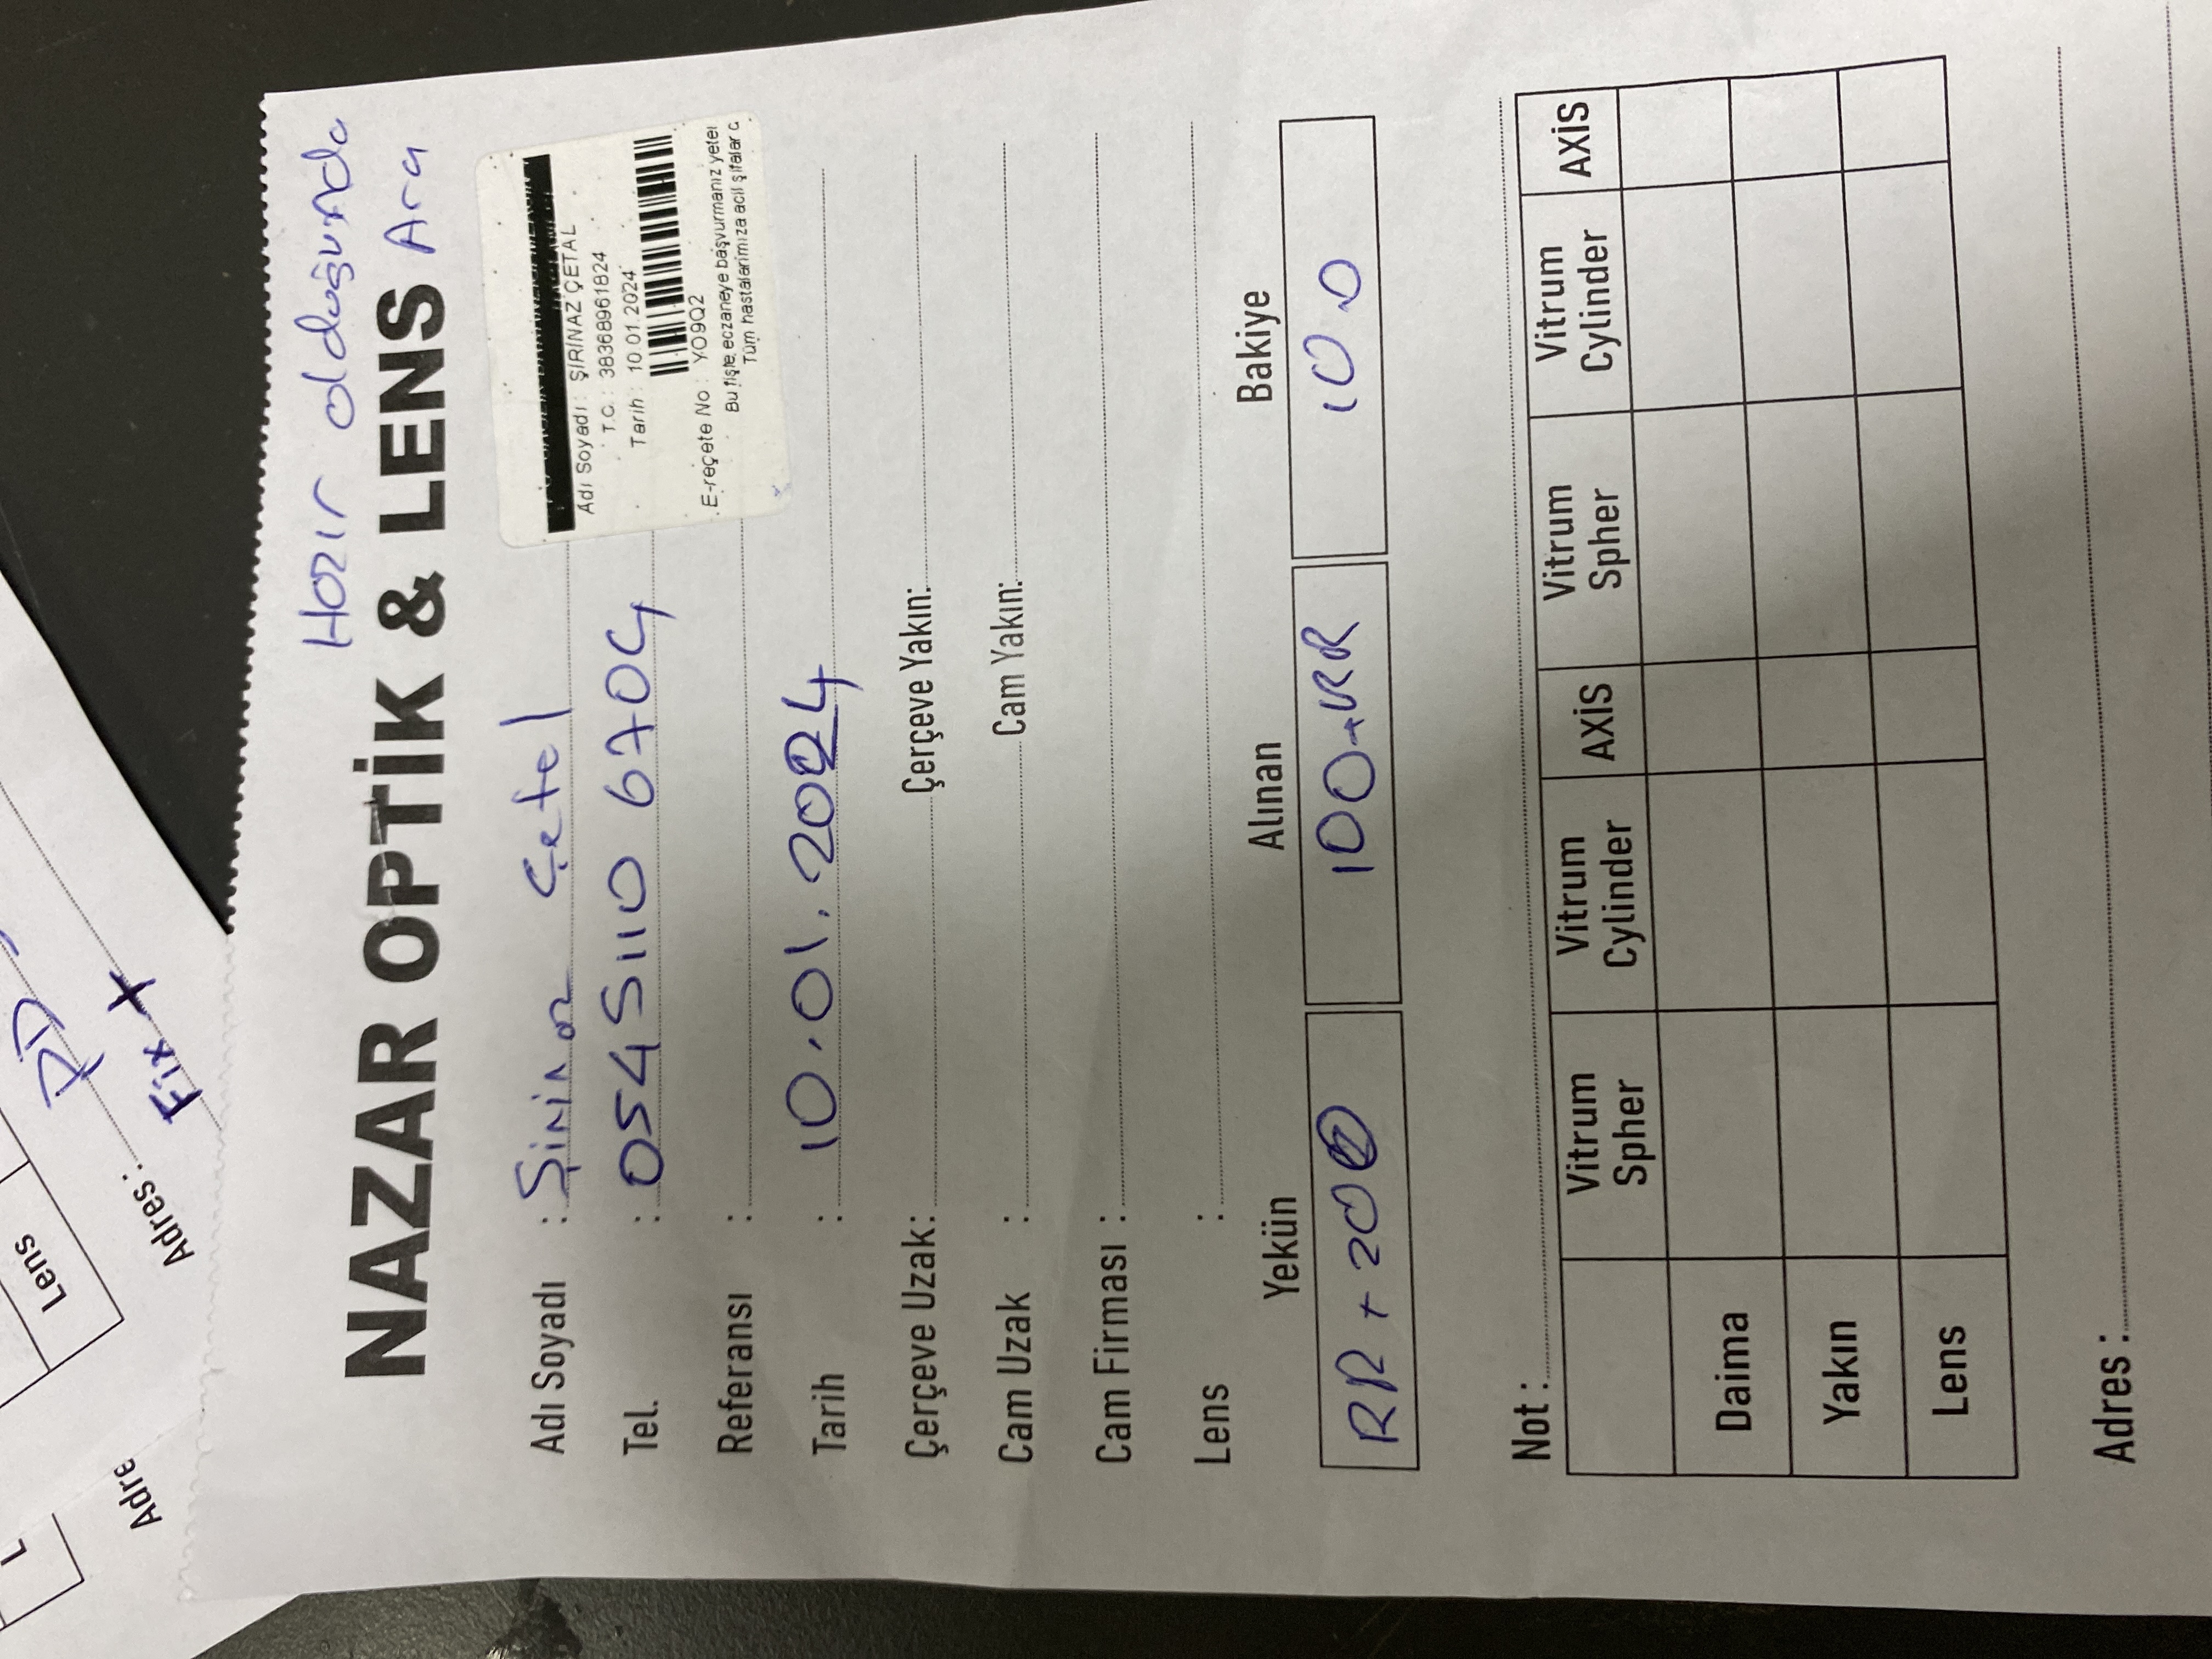 L
Adre
Lens
Adres : PD
Fix +
Hazır olduğunda
Ara
NAZAR OPTİK & LENS
Adı Soyadı : Şirinaz Çetel
Tel. : 0545110 6704
Referansı :
Tarih : 10.01.2024
Adı Soyadı : ŞİRİNAZ ÇETAL
T.C. : 38368961824
Tarih : 10.01.2024
E-reçete No : YO9Q2
Bu fişle eczaneye başvurmanız yeter
Tüm hastalarımıza acil şifalar d
Çerçeve Uzak: Çerçeve Yakın:
Cam Uzak : Cam Yakın:
Cam Firması :
Lens :
Yekün Alınan Bakiye
RR + 200 100+RR 100
Not :
Vitrum Spher Vitrum Cylinder AXİS Vitrum Spher Vitrum Cylinder AXİS
Daima
Yakın
Lens
Adres :